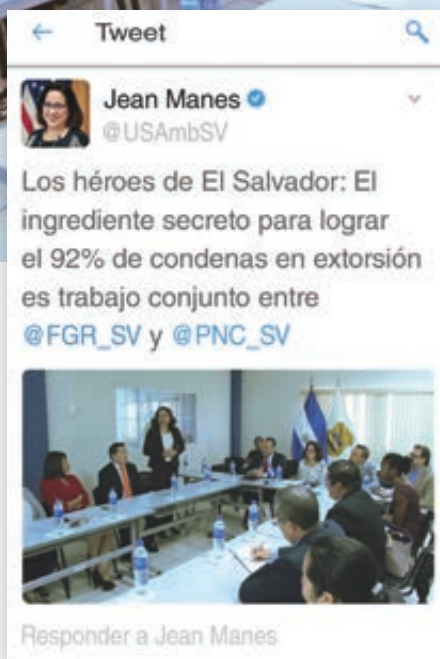 Tweet
Jean Manes
@USAmbSV
Los héroes de El Salvador: El
ingrediente secreto para lograr
el 92% de condenas en extorsión
es trabajo conjunto entre
@FGR_SV y @PNC_SV
Responder a Jean Manes